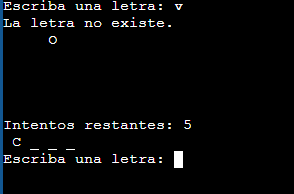 Escriba una letra: v
La letra no existe.
O
Intentos restantes: 5
C _ _ _
Escriba una letra: